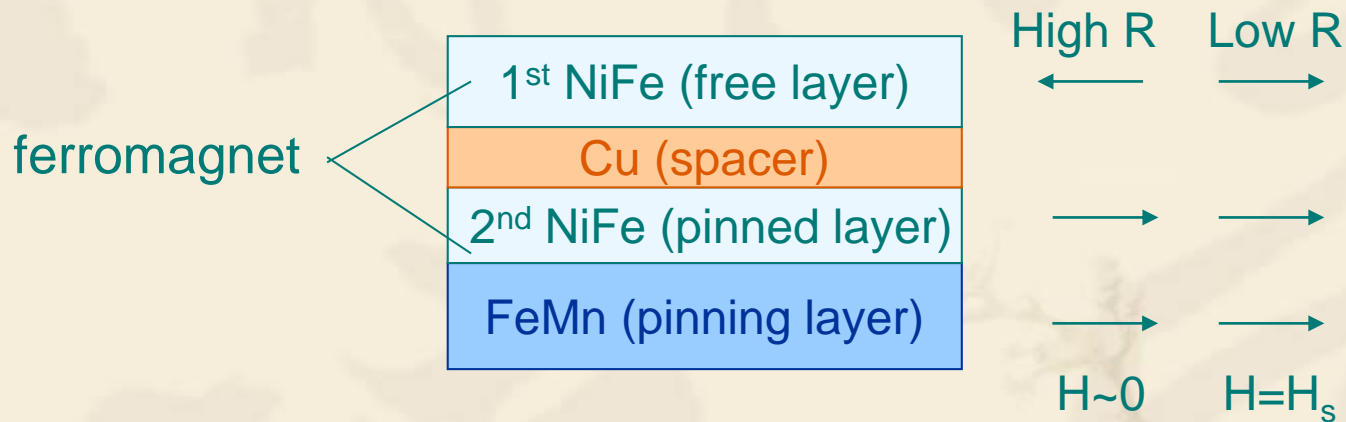 High R Low R
1st NiFe (free layer)
ferromagnet
Cu (spacer)
2nd NiFe (pinned layer)
FeMn (pinning layer)
H~0 H=Hs